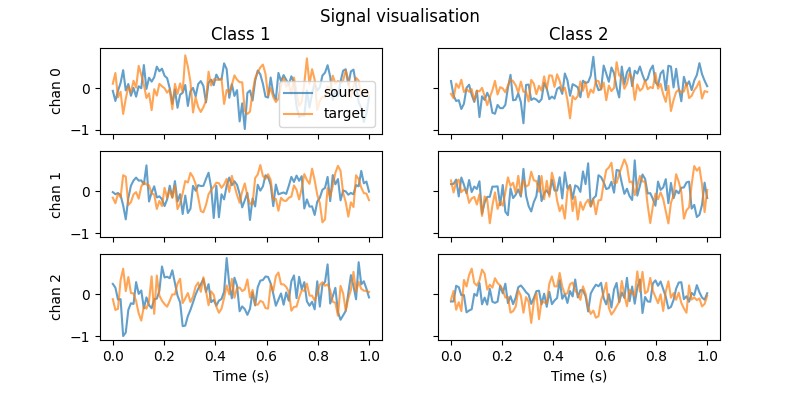 Signal visualisation
Class 1
Class 2
chan 0
0
−1
source
target
chan 1
0
−1
chan 2
0
−1
0.0 0.2 0.4 0.6 0.8 1.0
0.0 0.2 0.4 0.6 0.8 1.0
Time (s)
Time (s)